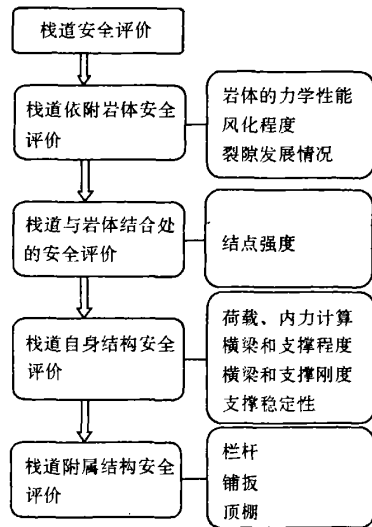 栈道安全评价
栈道依附岩体安全
评价
岩体的力学性能
风化程度
裂隙发展情况
栈道与岩体结合处
的安全评价
结点强度
栈道自身结构安全
评价
荷载、内力计算
横梁和支撑程度
横梁和支撑刚度
支撑稳定性
栈道附属结构安全
评价
栏杆
铺扳
顶棚